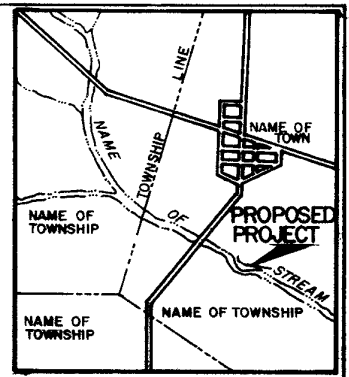 LINE
TOWNSHIP
NAME OF
TOWN
NAME
OF
STREAM
NAME OF
TOWNSHIP
PROPOSED
PROJECT
NAME OF TOWNSHIP
NAME OF
TOWNSHIP